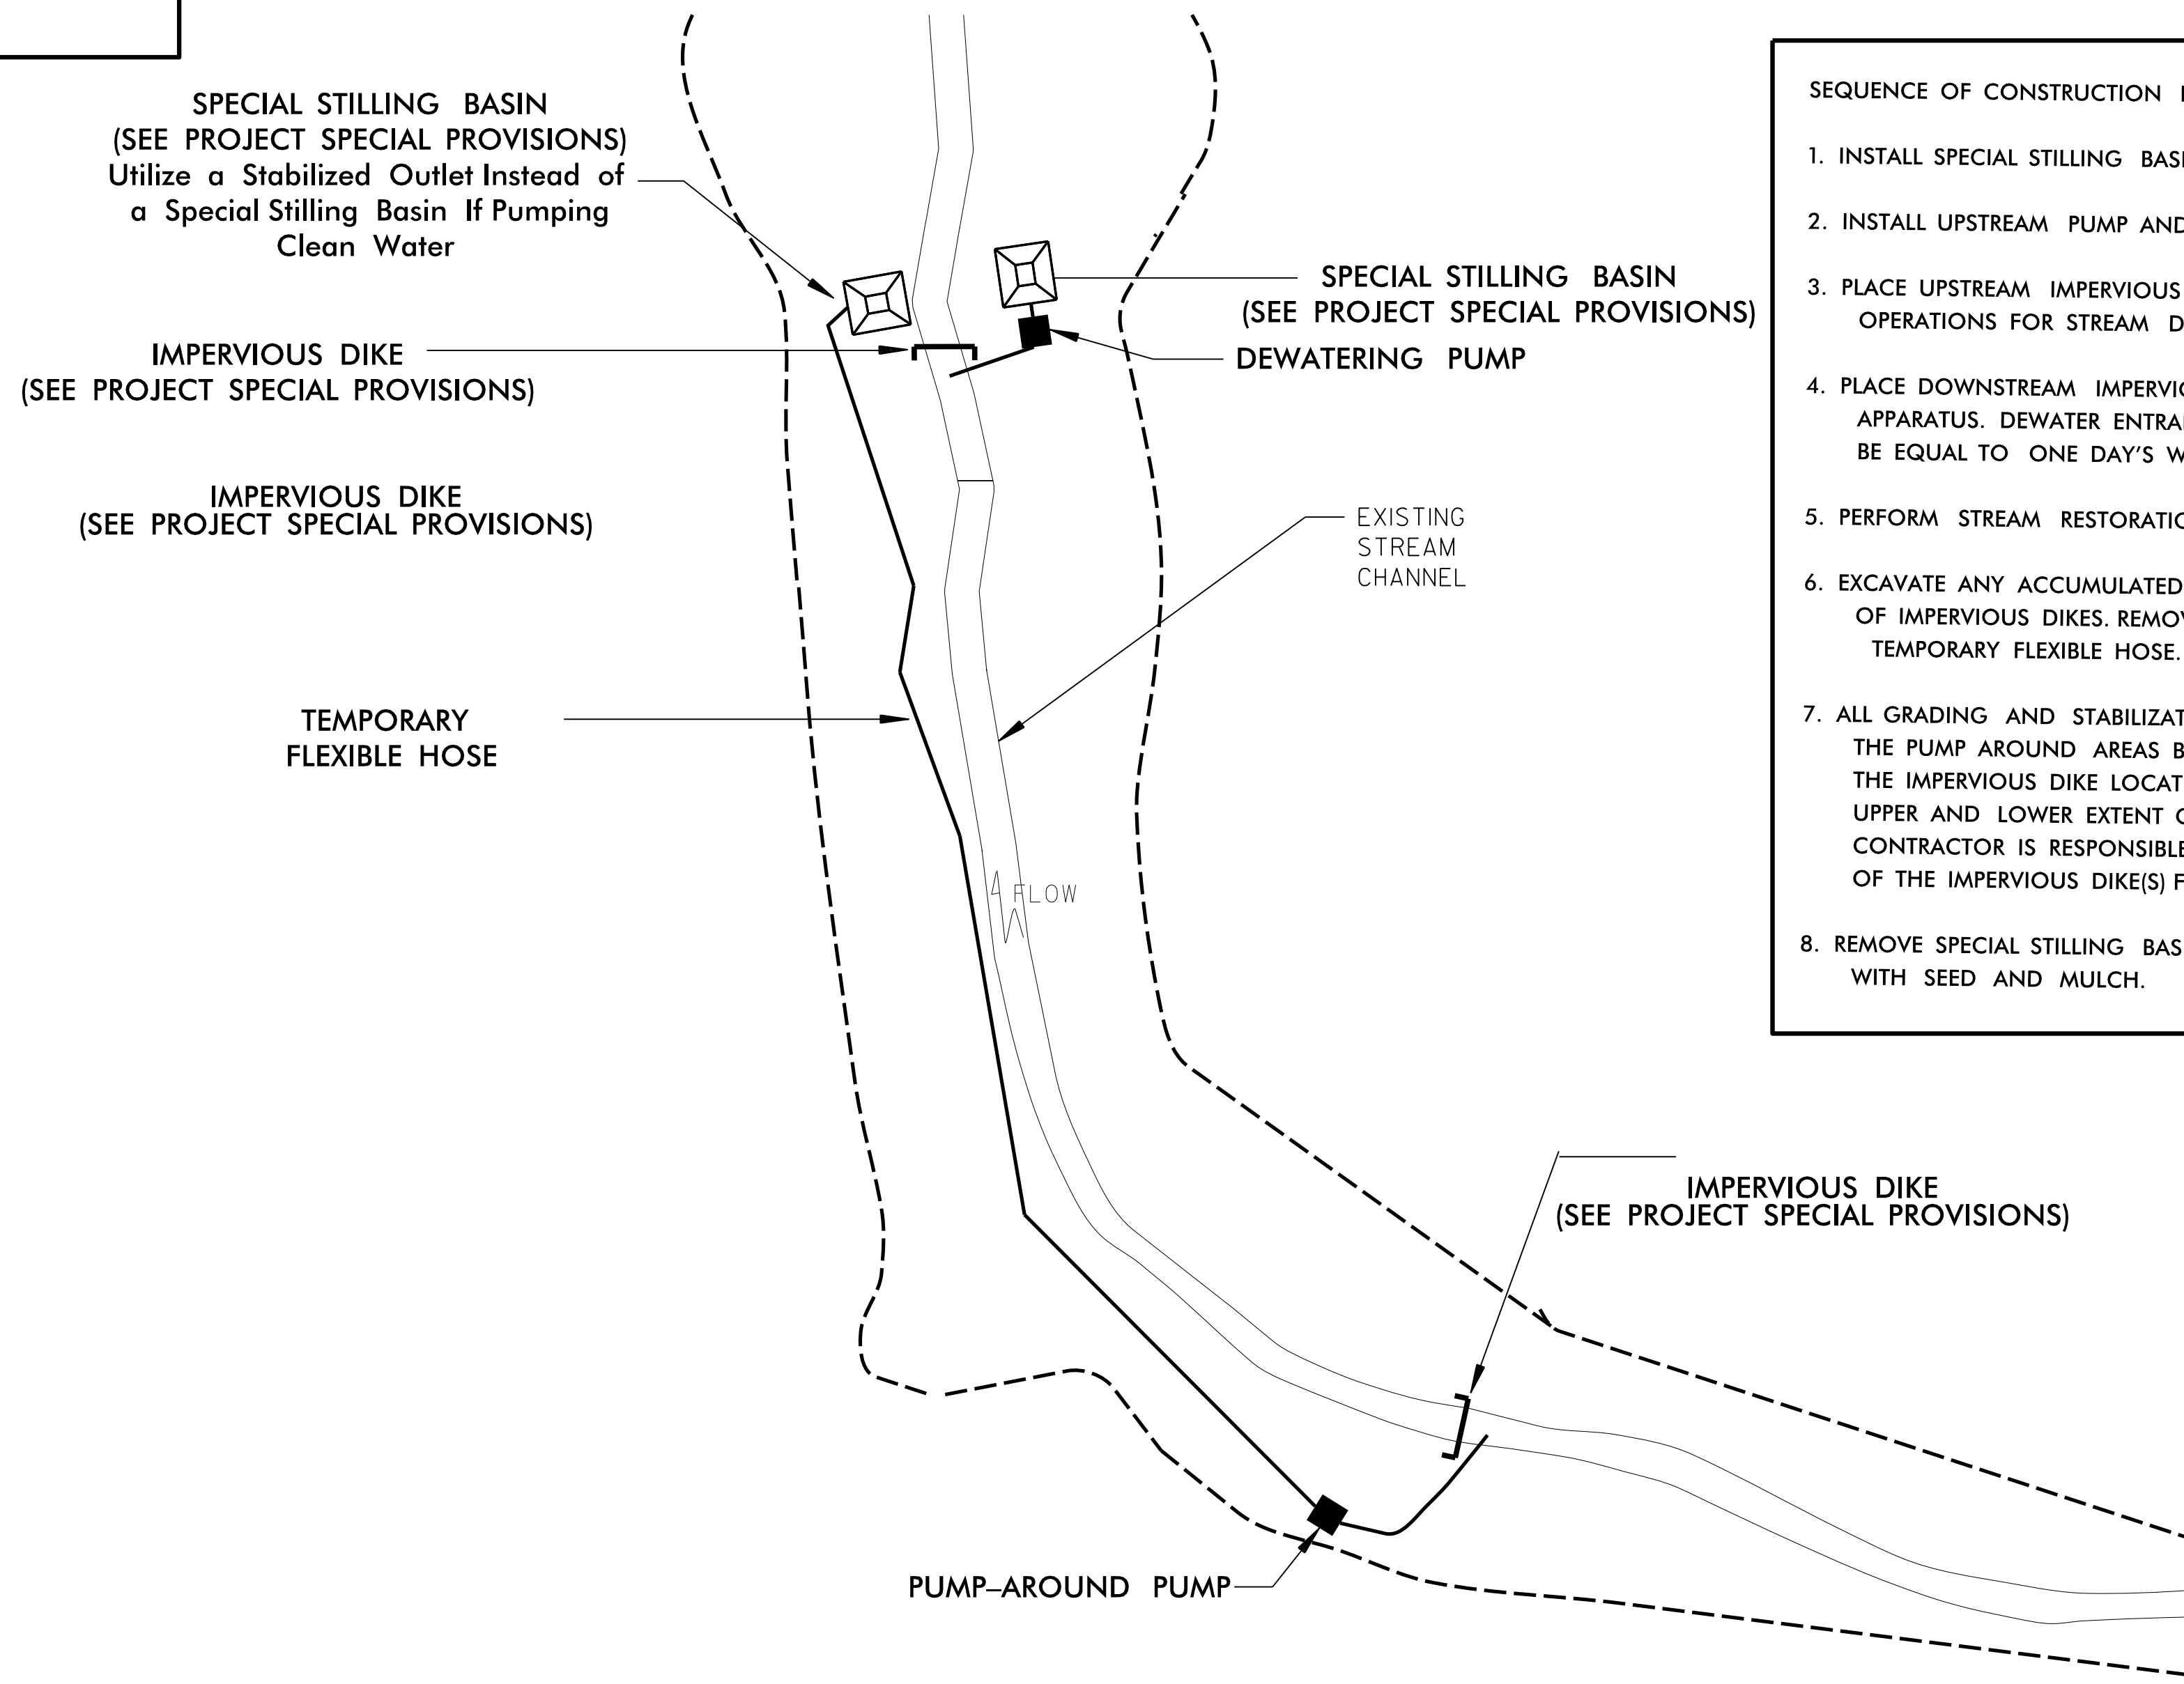 SPECIAL STILLING BASIN
(SEE PROJECT SPECIAL PROVISIONS)
Utilize a Stabilized Outlet Instead of
a Special Stilling Basin If Pumping
Clean Water
IMPERVIOUS DIKE
(SEE PROJECT SPECIAL PROVISIONS)
IMPERVIOUS DIKE
(SEE PROJECT SPECIAL PROVISIONS)
TEMPORARY
FLEXIBLE HOSE
SPECIAL STILLING BASIN
(SEE PROJECT SPECIAL PROVISIONS)
DEWATERING PUMP
EXISTING
STREAM
CHANNEL
FLOW
IMPERVIOUS DIKE
(SEE PROJECT SPECIAL PROVISIONS)
PUMP-AROUND PUMP
SEQUENCE OF CONSTRUCTION
1. INSTALL SPECIAL STILLING
2. INSTALL UPSTREAM PUMP AND
3. PLACE UPSTREAM IMPERVIOUS
OPERATIONS FOR STREAM
4. PLACE DOWNSTREAM
APPARATUS. DEWATER
BE EQUAL TO ONE DAY'S
5. PERFORM STREAM
6. EXCAVATE ANY ACCUMULATED
OF IMPERVIOUS DIKES.
TEMPORARY FLEXIBLE HOSE.
7. ALL GRADING AND
THE PUMP AROUND AREAS
THE IMPERVIOUS DIKE
UPPER AND LOWER EXTENT
CONTRACTOR IS RESPONSIBLE
OF THE IMPERVIOUS DIKE(S)
8. REMOVE SPECIAL STILLING
WITH SEED AND MULCH.